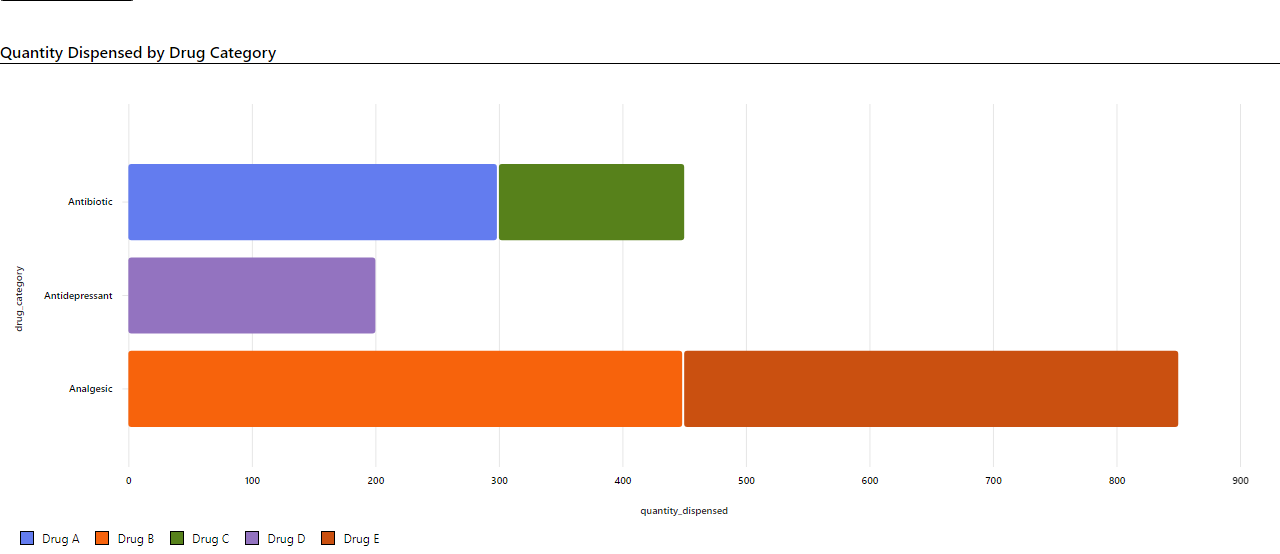 Quantity Dispensed by Drug Category
Antibiotic
drug_category
Antidepressant
Analgesic
0 100 200 300 400 500 600 700 800 900
quantity_dispensed
Drug A Drug B Drug C Drug D Drug E